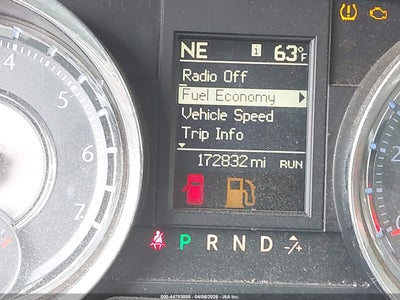 NE i 63°F
Radio Off
Fuel Economy
Vehicle Speed
Trip Info
172832 mi RUN
P R N D -/+
4
5
6
7